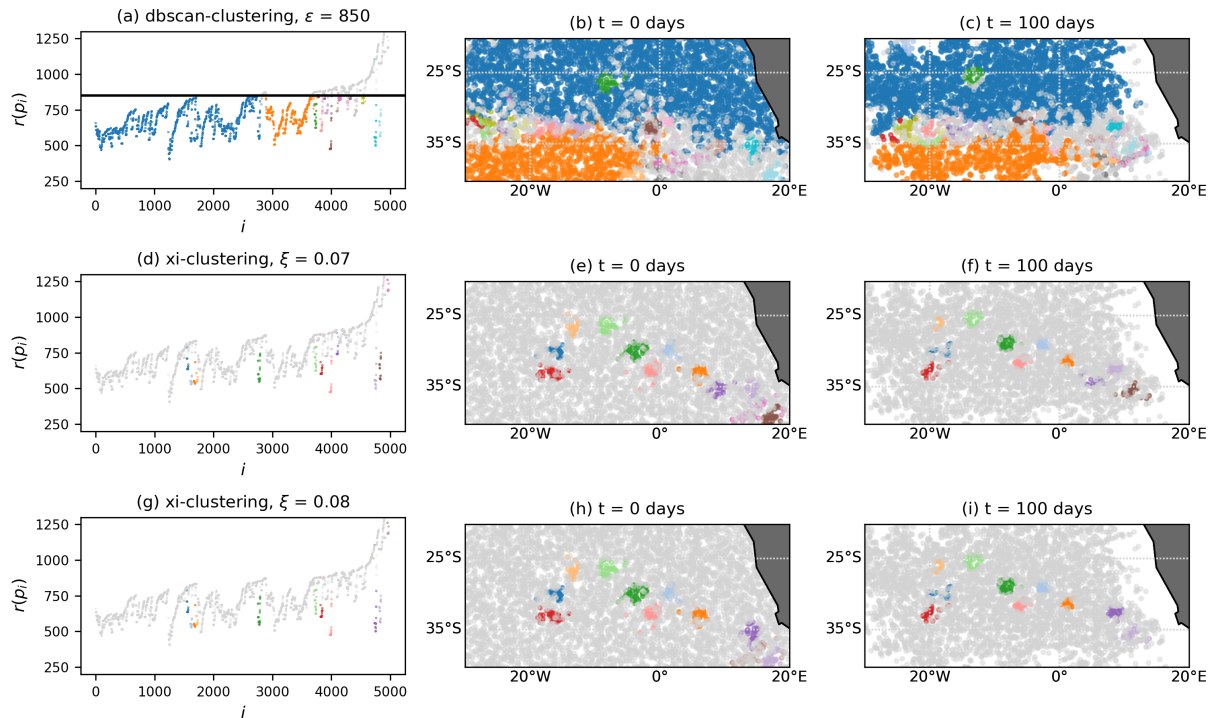 (a) dbscan-clustering, ε = 850
(b) t = 0 days
(c) t = 100 days
1250
1000
750
500
250
r(p_i)
0 1000 2000 3000 4000 5000
i
25°S
35°S
20°W 0° 20°E
25°S
35°S
20°W 0° 20°E
(d) xi-clustering, ξ = 0.07
(e) t = 0 days
(f) t = 100 days
1250
1000
750
500
250
r(p_i)
0 1000 2000 3000 4000 5000
i
25°S
35°S
20°W 0° 20°E
25°S
35°S
20°W 0° 20°E
(g) xi-clustering, ξ = 0.08
(h) t = 0 days
(i) t = 100 days
1250
1000
750
500
250
r(p_i)
0 1000 2000 3000 4000 5000
i
25°S
35°S
20°W 0° 20°E
25°S
35°S
20°W 0° 20°E